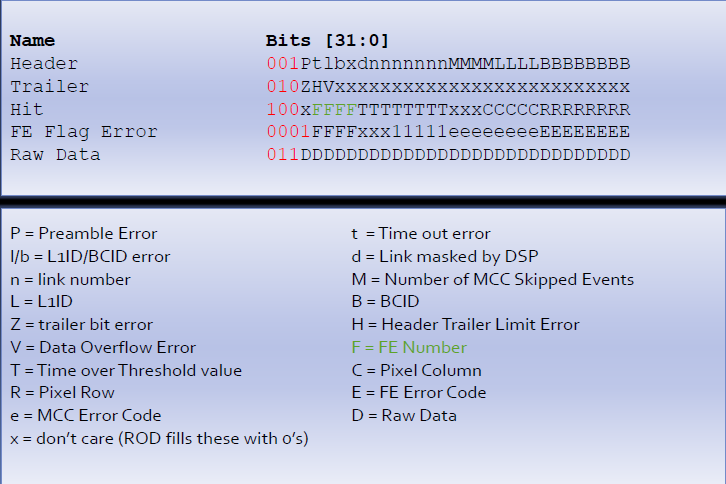 Name Bits [31:0]
Header 001PtlbxdnnnnnnnMMMMLLLLBBBBBBBB
Trailer 010ZHVxxxxxxxxxxxxxxxxxxxxxxxxxx
Hit 100xFFFFTTTTTTTTxxxCCCCCRRRRRRRR
FE Flag Error 0001FFFFxxx11111eeeeeeeeEEEEEEEE
Raw Data 011DDDDDDDDDDDDDDDDDDDDDDDDDDDDD
P = Preamble Error t = Time out error
l/b = L1ID/BCID error d = Link masked by DSP
n = link number M = Number of MCC Skipped Events
L = L1ID B = BCID
Z = trailer bit error H = Header Trailer Limit Error
V = Data Overflow Error F = FE Number
T = Time over Threshold value C = Pixel Column
R = Pixel Row E = FE Error Code
e = MCC Error Code D = Raw Data
x = don't care (ROD fills these with 0's)